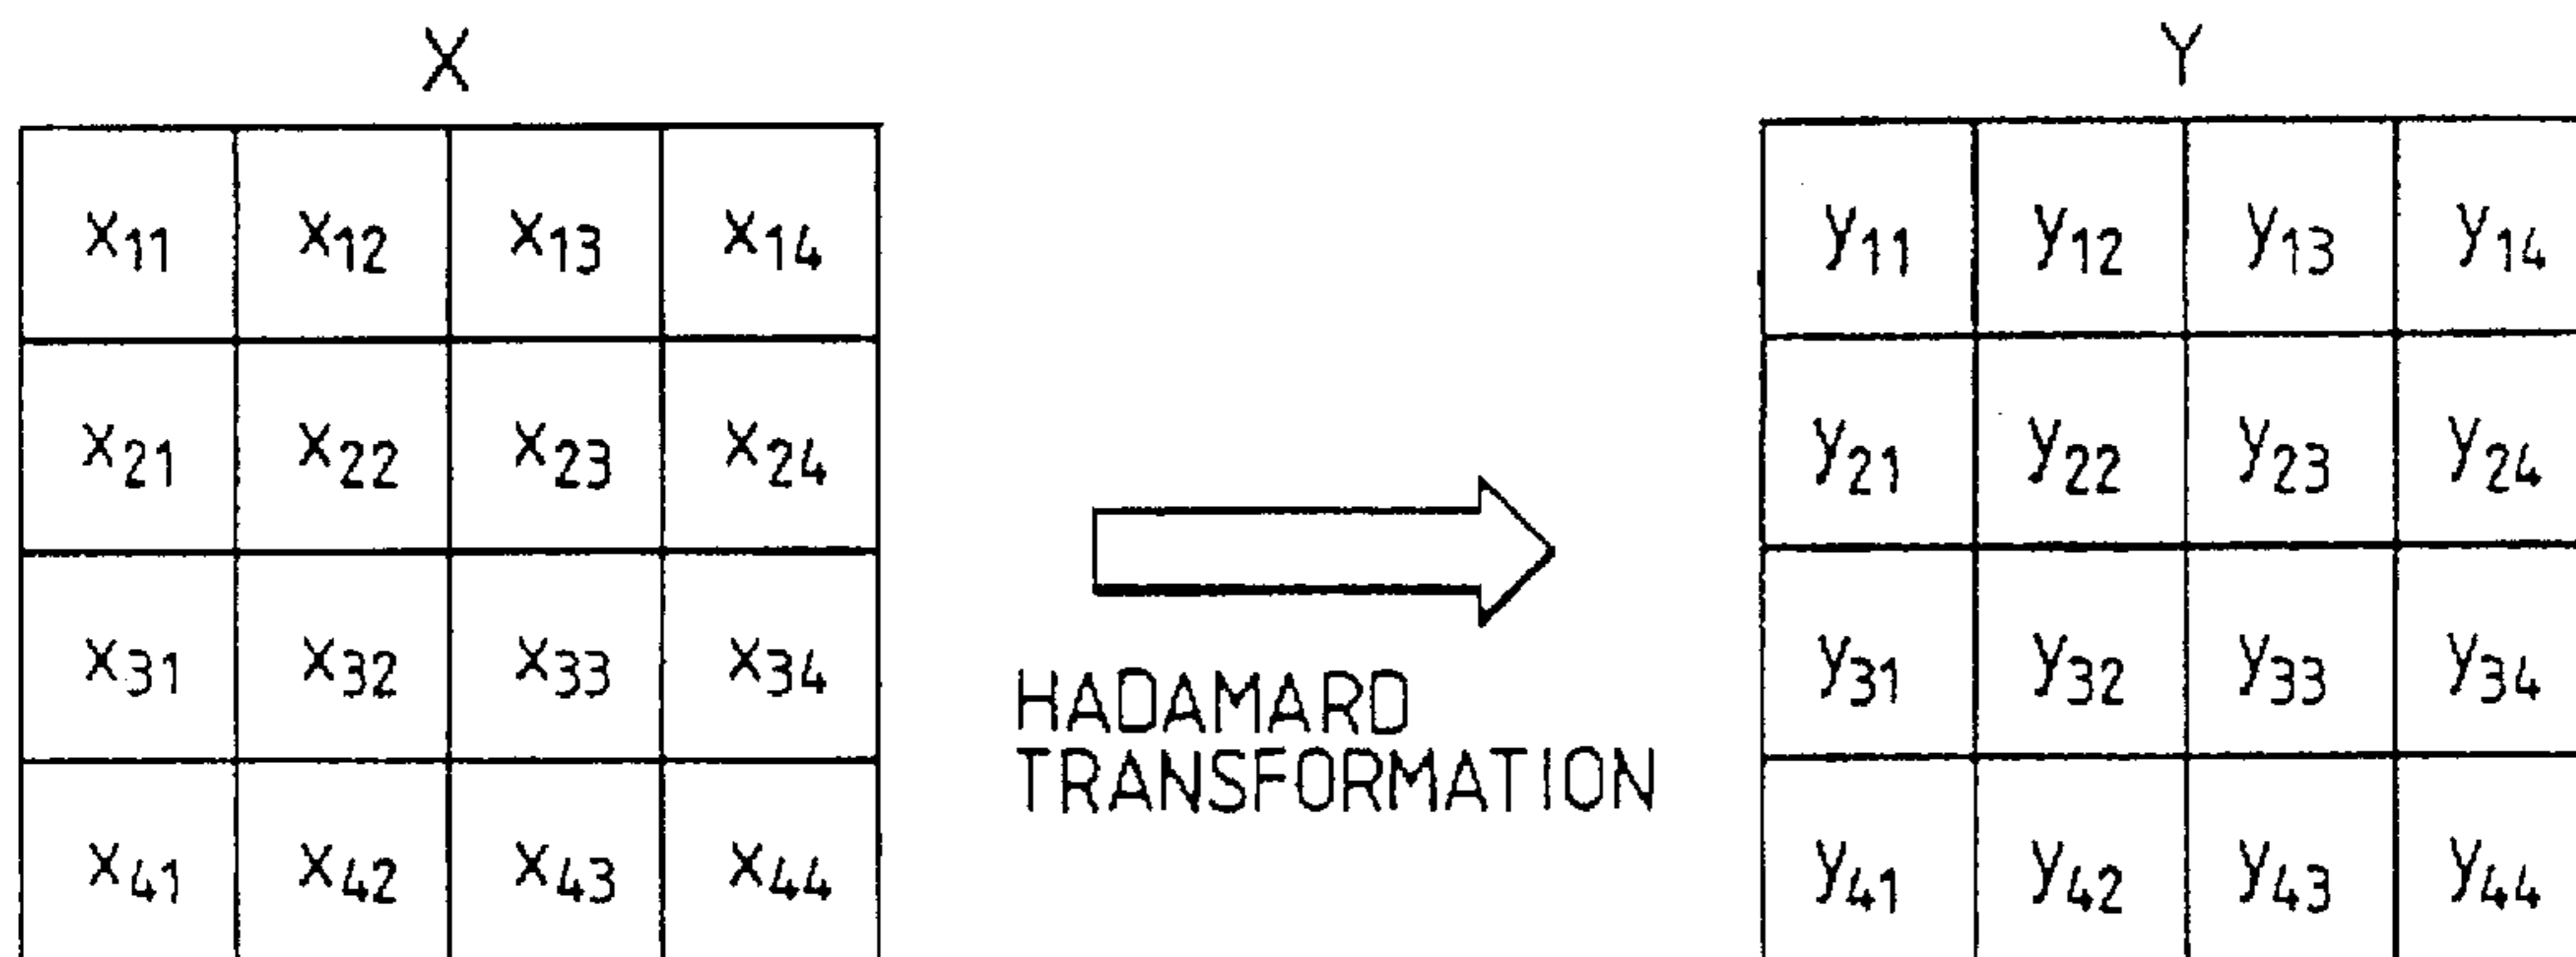 X
x11 x12 x13 x14
x21 x22 x23 x24
x31 x32 x33 x34
x41 x42 x43 x44
HADAMARD
TRANSFORMATION
Y
y11 y12 y13 y14
y21 y22 y23 y24
y31 y32 y33 y34
y41 y42 y43 y44